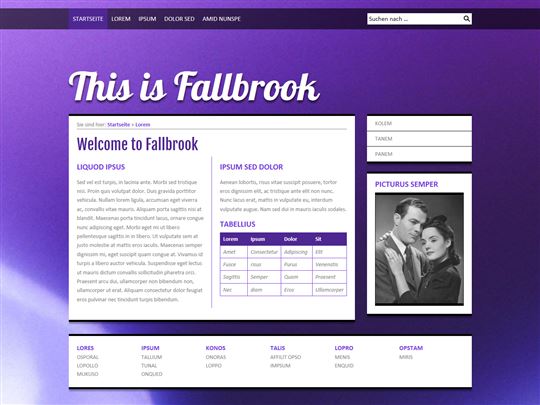 STARTSEITE LOREM IPSUM DOLOR SED AMID NUNSPE
Suchen nach ...
This is Fallbrook
Sie sind hier: Startseite » Lorem
Welcome to Fallbrook
LIQUOD IPSUS
Sed vel est turpis, in lacima ante. Morbi sed tristique
nisi. Proin quis volutpat dolor. Duis gravida porttitor
vehicula. Nullam lorem ligula, accumsan eget viverra
ac, convallis vitae mauris. Aliquam porta sagittis nisi at
blandit. Maecenas porta tincidunt lacus, ornare congue
nunc adipiscing eget. Morbi eget mi ut libero
pellentesque sagittis in in libero. Ut vulputate sem at
justo molestie at mattis eros iaculis. Maecenas semper
dignissim mi, eget suscipit quam congue at. Vivamus id
turpis a libero auctor vehicula. Suspendisse eget lectus
ut mauris dictum convallis sollicitudin pharetra orci.
Praesent arcu dui, ullamcorper non bibendum non,
ullamcorper ut erat. Aliquam consectetur dolor feugiat
eros pulvinar nec tincidunt turpis bibendum.
IPSUM SED DOLOR
Aenean lobortis, risus vitae suscipit posuere, tortor
eros dignissim elit, ac tristique ante elit non nunc.
Nunc lacus erat, mattis in vulputate eu, interdum
vulputate augue. Nam sed dui in mauris iaculis sodales.
TABELLIUS
Lorem Ipsum Dolor Sit
Amet Consectetur Adipiscing Elit
Fusce risus Purus Venenatis
Sagittis Semper Quam Praesent
Nec diam Eros Ullamcorper
KOLEM
TANEM
PANEM
PICTURUS SEMPER
LORES IPSUM KONOS TALIS LOPRO OPSTAM
OSPORAL TALLIUM ONORAS AFFILIT OPSO MENIS MIRIS
LOPOLLO TUNAL LOPPO IMPSUM ENQUID
MUKUSO ONQUED